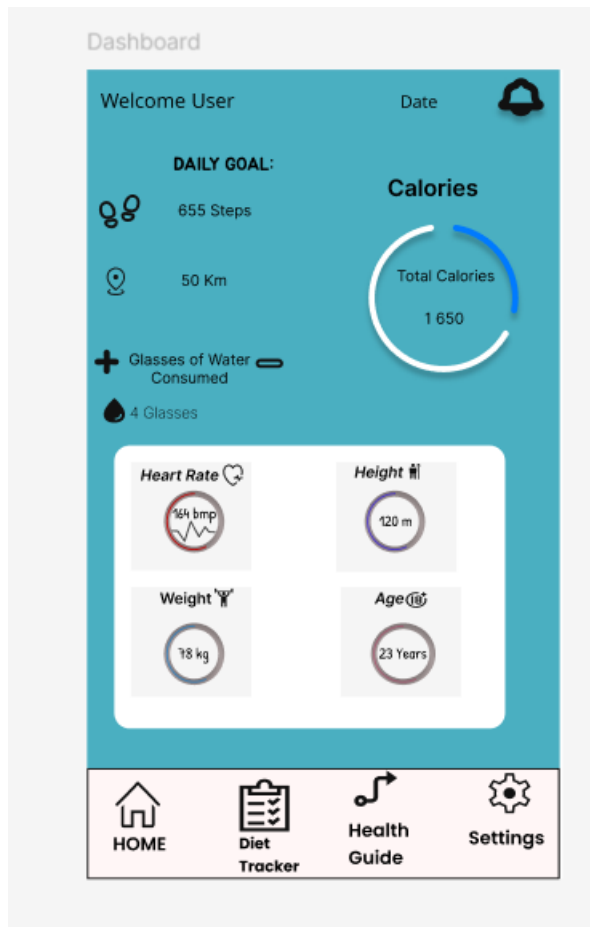 Dashboard
Welcome User
Date
DAILY GOAL:
655 Steps
50 Km
Calories
Total Calories
1 650
Glasses of Water
Consumed
4 Glasses
Heart Rate
164 bmp
Height
120 m
Weight
78 kg
Age
18+
23 Years
HOME
Diet
Tracker
Health
Guide
Settings